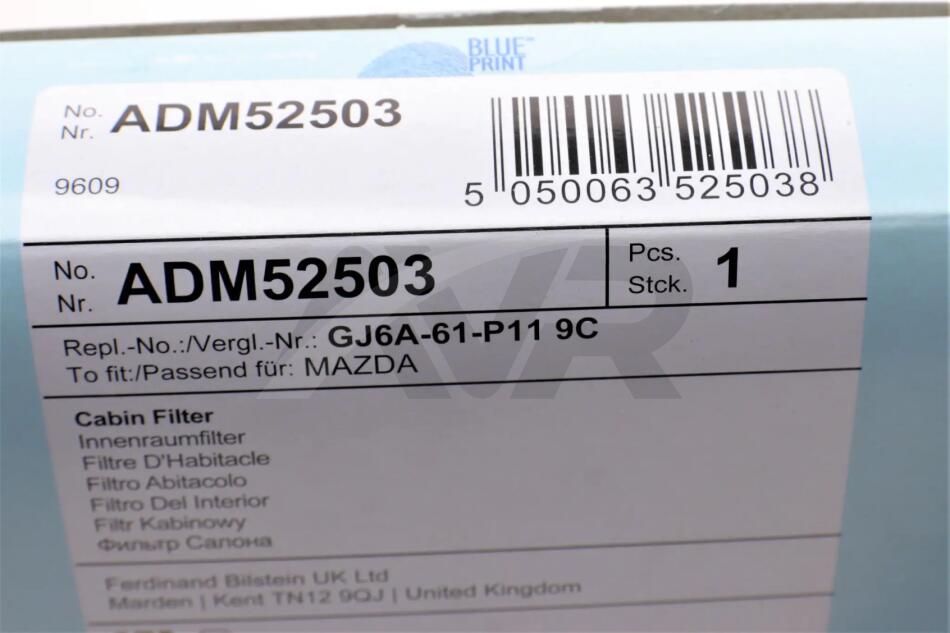 BLUE™
PRINT
No. ADM52503
Nr.
9609
5 050063 525038
No. ADM52503
Nr.
Pcs. 1
Stck.
Repl.-No.:/Vergl.-Nr.: GJ6A-61-P11 9C
To fit:/Passend für: MAZDA
AVR
Cabin Filter
Innenraumfilter
Filtre D'Habitacle
Filtro Abitacolo
Filtro Del Interior
Filtr Kabinowy
Фильтр Салона
Ferdinand Bilstein UK Ltd
Marden | Kent TN12 9QJ | United Kingdom